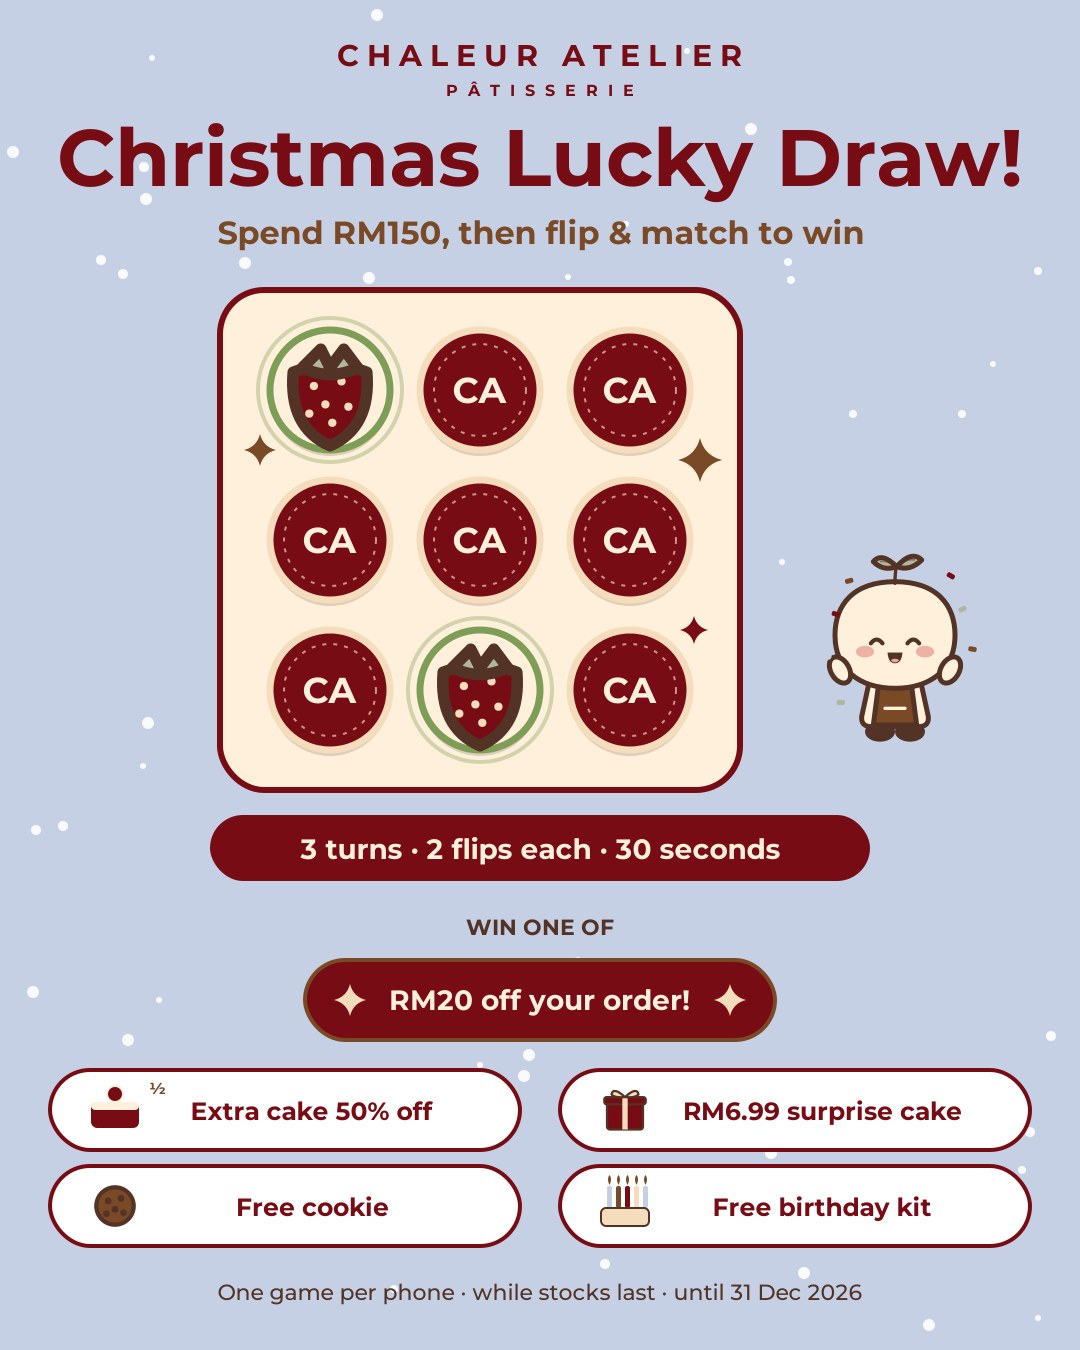 CHALEUR ATELIER
PÂTISSERIE
Christmas Lucky Draw!
Spend RM150, then flip & match to win
CA CA
CA CA CA
CA CA
3 turns · 2 flips each · 30 seconds
WIN ONE OF
RM20 off your order!
½ Extra cake 50% off
RM6.99 surprise cake
Free cookie
Free birthday kit
One game per phone · while stocks last · until 31 Dec 2026